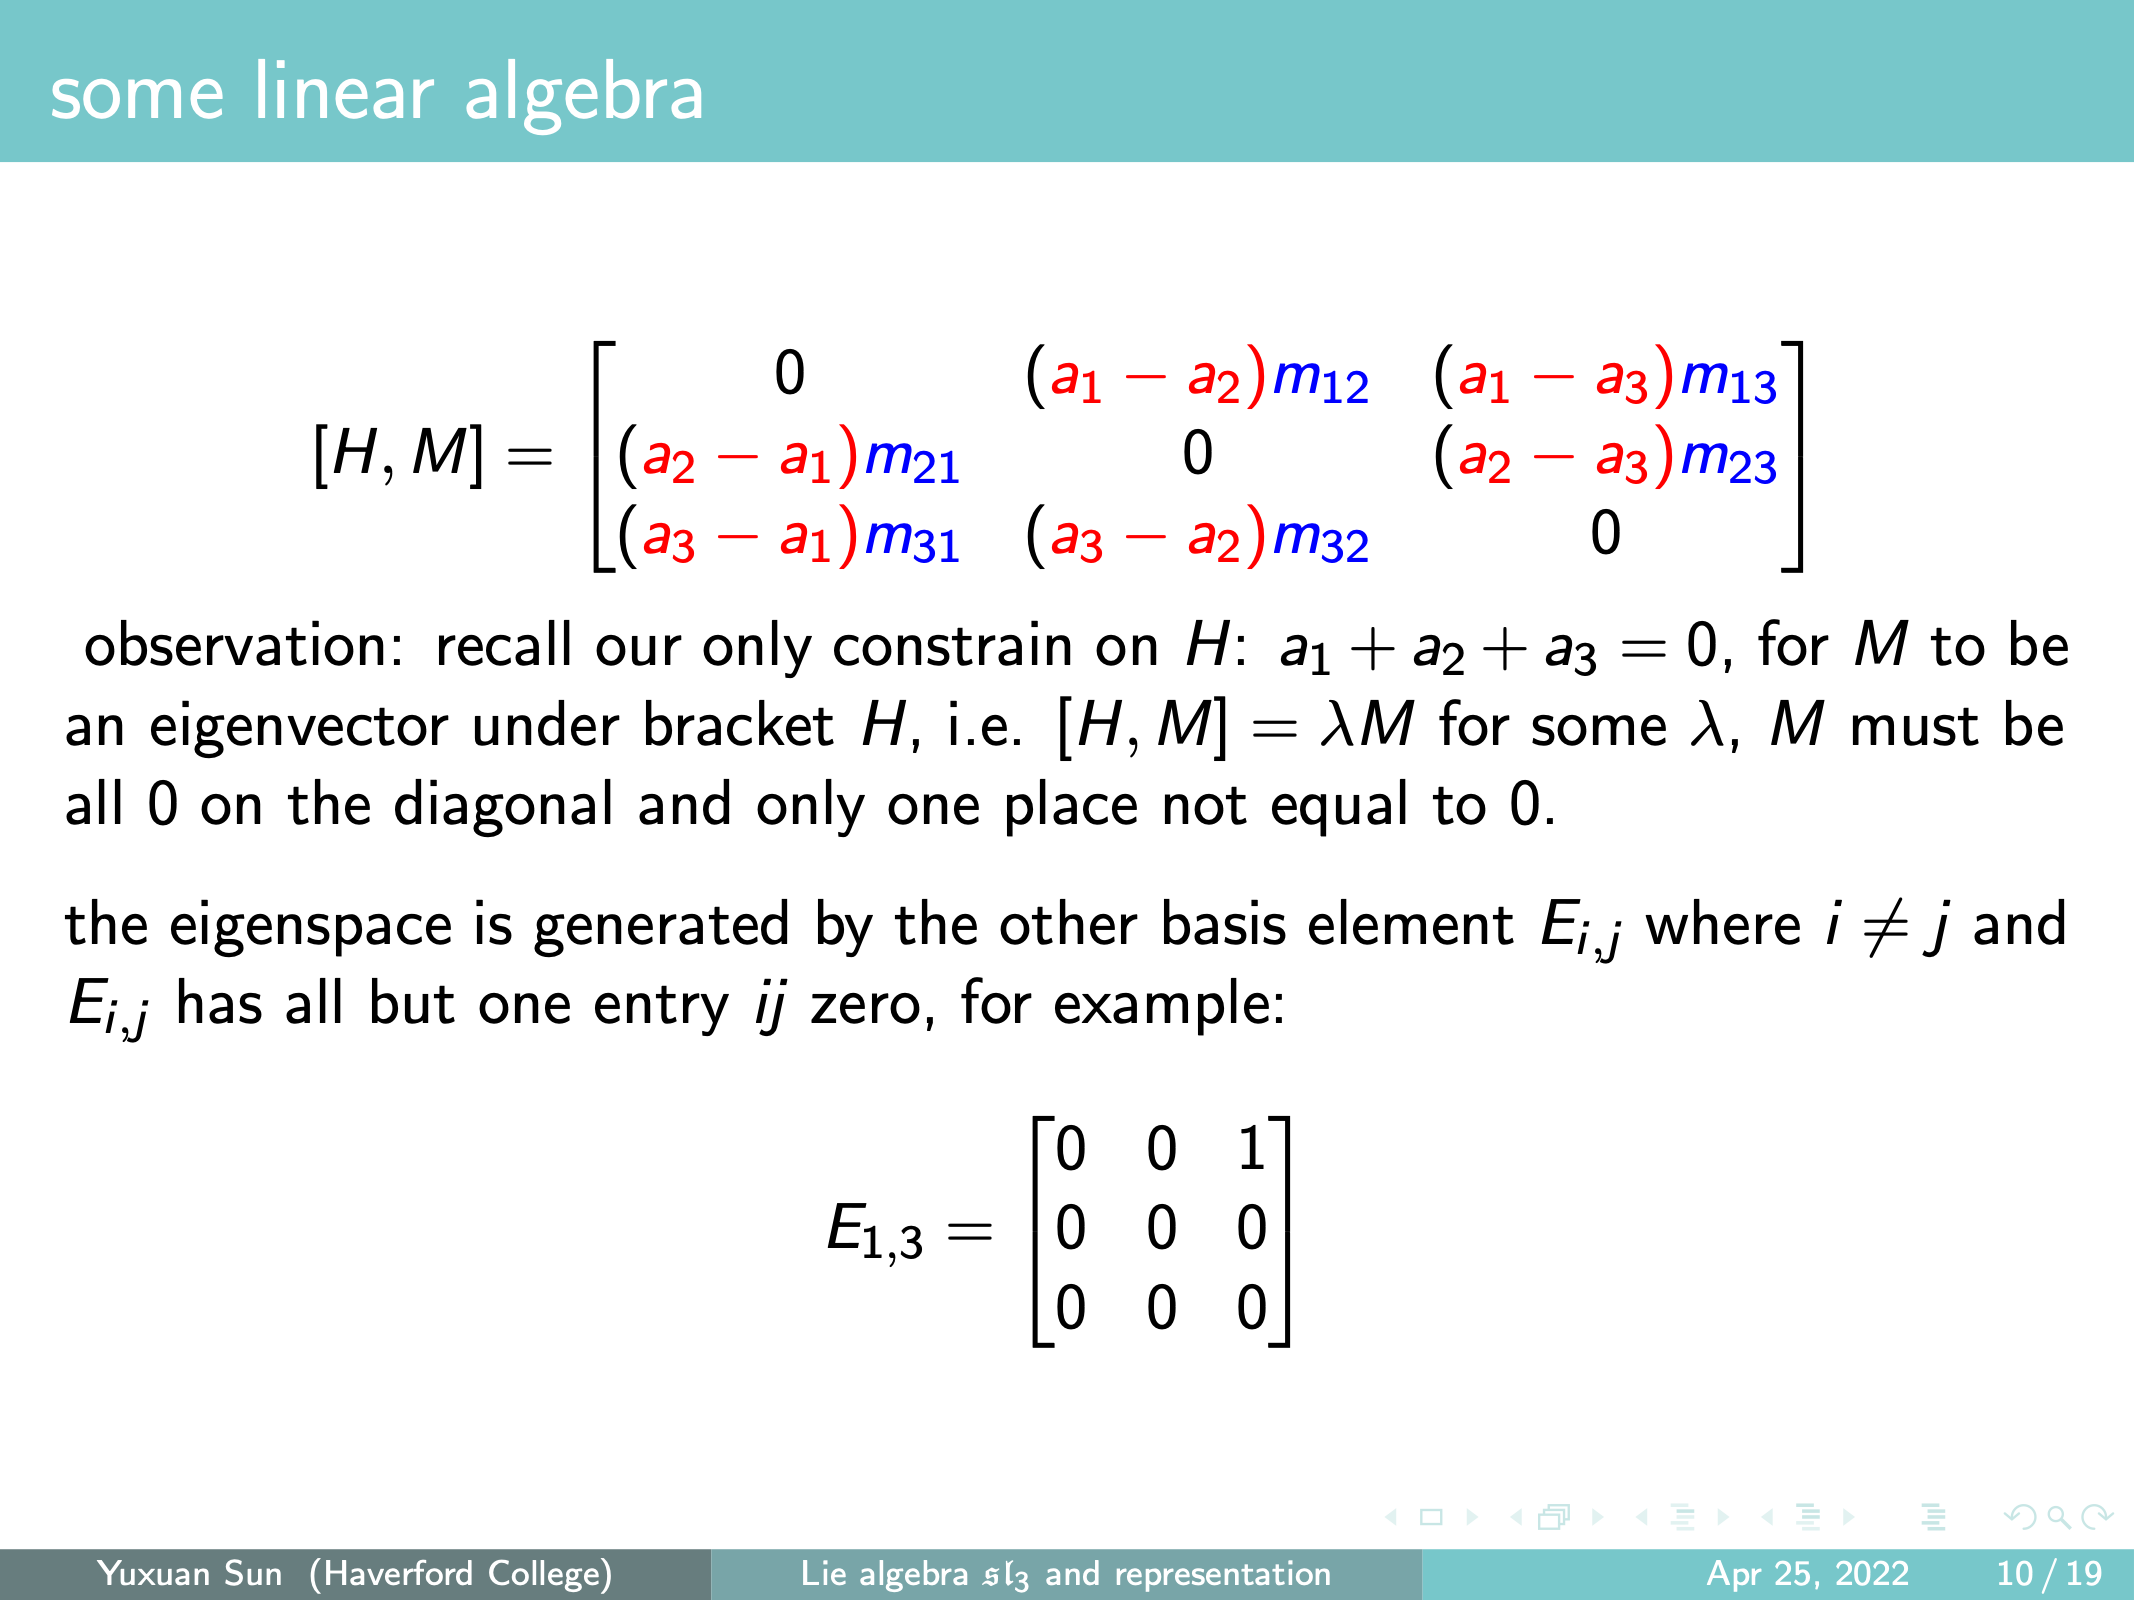 some linear algebra
[H, M] = [0 (a₁ − a₂)m₁₂ (a₁ − a₃)m₁₃
(a₂ − a₁)m₂₁ 0 (a₂ − a₃)m₂₃
(a₃ − a₁)m₃₁ (a₃ − a₂)m₃₂ 0]
observation: recall our only constrain on H: a₁ + a₂ + a₃ = 0, for M to be
an eigenvector under bracket H, i.e. [H, M] = λM for some λ, M must be
all 0 on the diagonal and only one place not equal to 0.
the eigenspace is generated by the other basis element E_{i,j} where i ≠ j and
E_{i,j} has all but one entry ij zero, for example:
E_{1,3} = [0 0 1
0 0 0
0 0 0]
Yuxuan Sun (Haverford College) Lie algebra 𝔰𝔩₃ and representation Apr 25, 2022 10 / 19